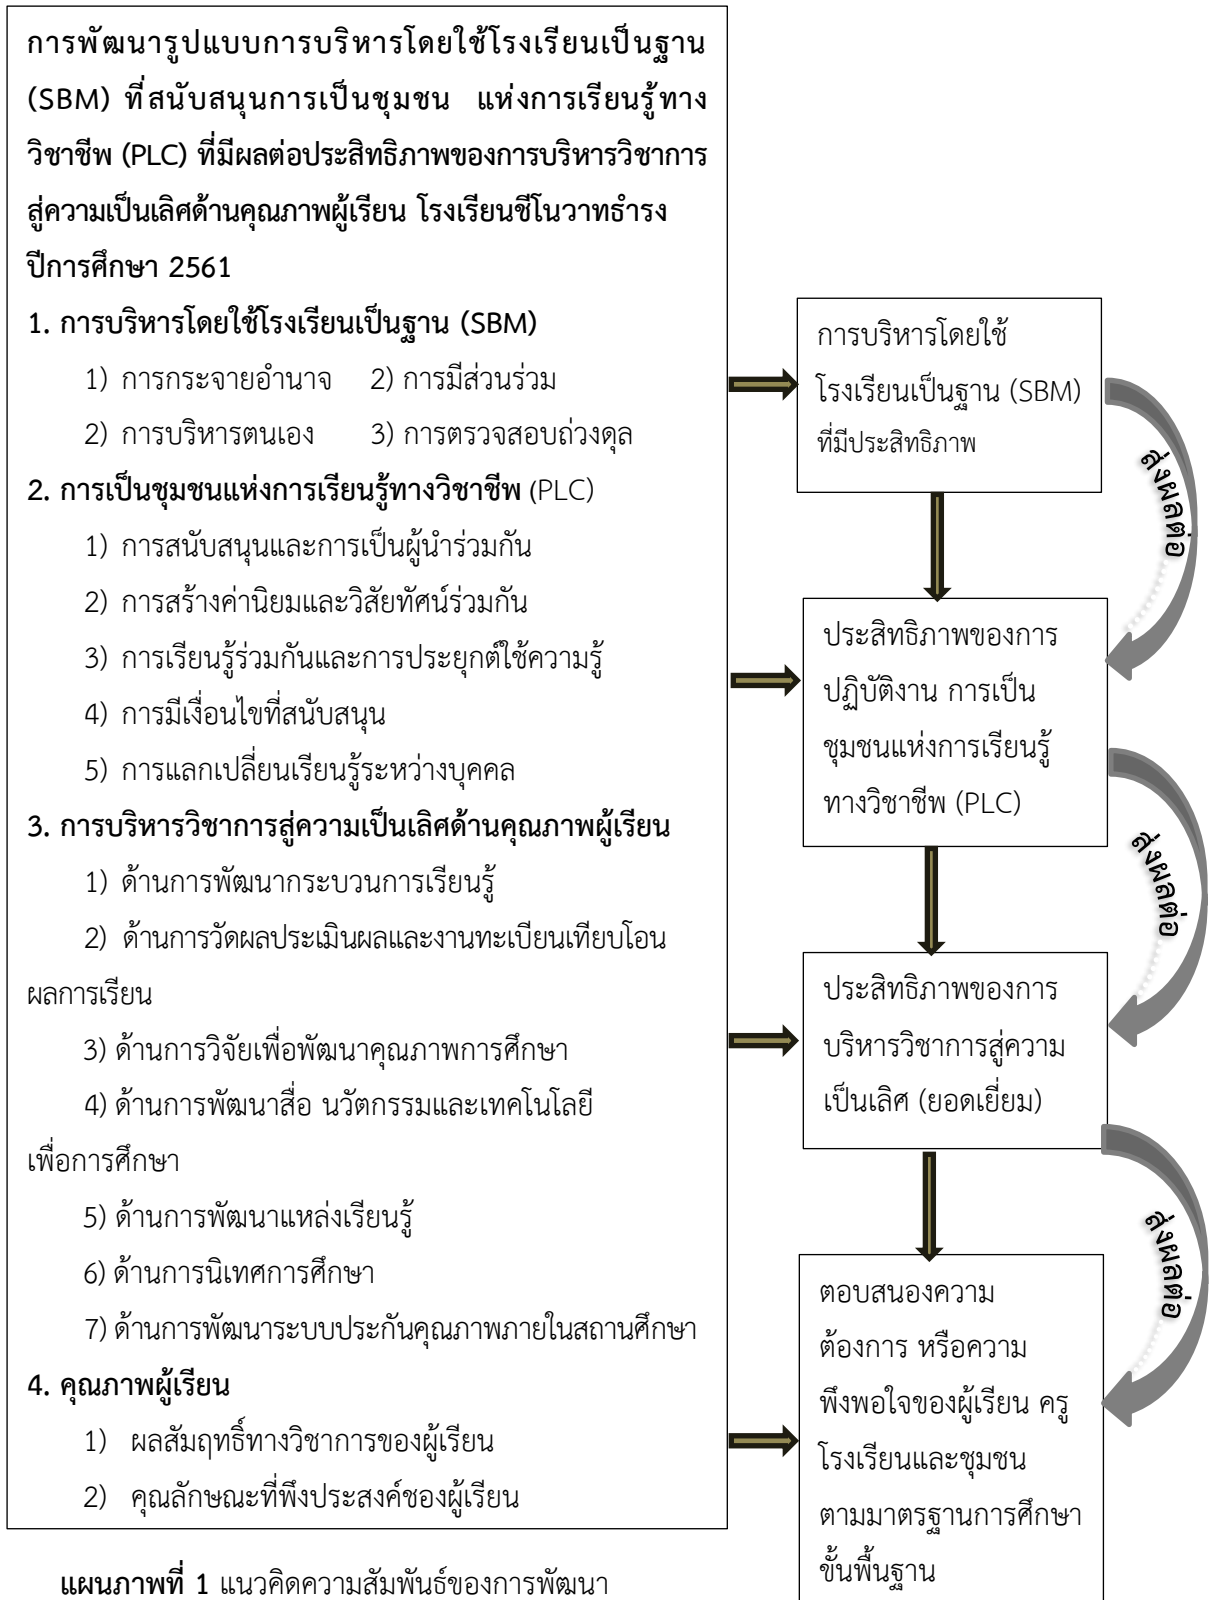 การพัฒนารูปแบบการบริหารโดยใช้โรงเรียนเป็นฐาน
(SBM) ที่สนับสนุนการเป็นชุมชน แห่งการเรียนรู้ทาง
วิชาชีพ (PLC) ที่มีผลต่อประสิทธิภาพของการบริหารวิชาการ
สู่ความเป็นเลิศด้านคุณภาพผู้เรียน โรงเรียนชีโนวาทธำรง
ปีการศึกษา 2561
1. การบริหารโดยใช้โรงเรียนเป็นฐาน (SBM)
1) การกระจายอำนาจ 2) การมีส่วนร่วม
2) การบริหารตนเอง 3) การตรวจสอบถ่วงดุล
2. การเป็นชุมชนแห่งการเรียนรู้ทางวิชาชีพ (PLC)
1) การสนับสนุนและการเป็นผู้นำร่วมกัน
2) การสร้างค่านิยมและวิสัยทัศน์ร่วมกัน
3) การเรียนรู้ร่วมกันและการประยุกต์ใช้ความรู้
4) การมีเงื่อนไขที่สนับสนุน
5) การแลกเปลี่ยนเรียนรู้ระหว่างบุคคล
3. การบริหารวิชาการสู่ความเป็นเลิศด้านคุณภาพผู้เรียน
1) ด้านการพัฒนากระบวนการเรียนรู้
2) ด้านการวัดผลประเมินผลและงานทะเบียนเทียบโอน
ผลการเรียน
3) ด้านการวิจัยเพื่อพัฒนาคุณภาพการศึกษา
4) ด้านการพัฒนาสื่อ นวัตกรรมและเทคโนโลยี
เพื่อการศึกษา
5) ด้านการพัฒนาแหล่งเรียนรู้
6) ด้านการนิเทศการศึกษา
7) ด้านการพัฒนาระบบประกันคุณภาพภายในสถานศึกษา
4. คุณภาพผู้เรียน
1) ผลสัมฤทธิ์ทางวิชาการของผู้เรียน
2) คุณลักษณะที่พึงประสงค์ชองผู้เรียน
การบริหารโดยใช้
โรงเรียนเป็นฐาน (SBM)
ที่มีประสิทธิภาพ
ส่งผลต่อ
ประสิทธิภาพของการ
ปฏิบัติงาน การเป็น
ชุมชนแห่งการเรียนรู้
ทางวิชาชีพ (PLC)
ส่งผลต่อ
ประสิทธิภาพของการ
บริหารวิชาการสู่ความ
เป็นเลิศ (ยอดเยี่ยม)
ส่งผลต่อ
ตอบสนองความ
ต้องการ หรือความ
พึงพอใจของผู้เรียน ครู
โรงเรียนและชุมชน
ตามมาตรฐานการศึกษา
ขั้นพื้นฐาน
แผนภาพที่ 1 แนวคิดความสัมพันธ์ของการพัฒนา